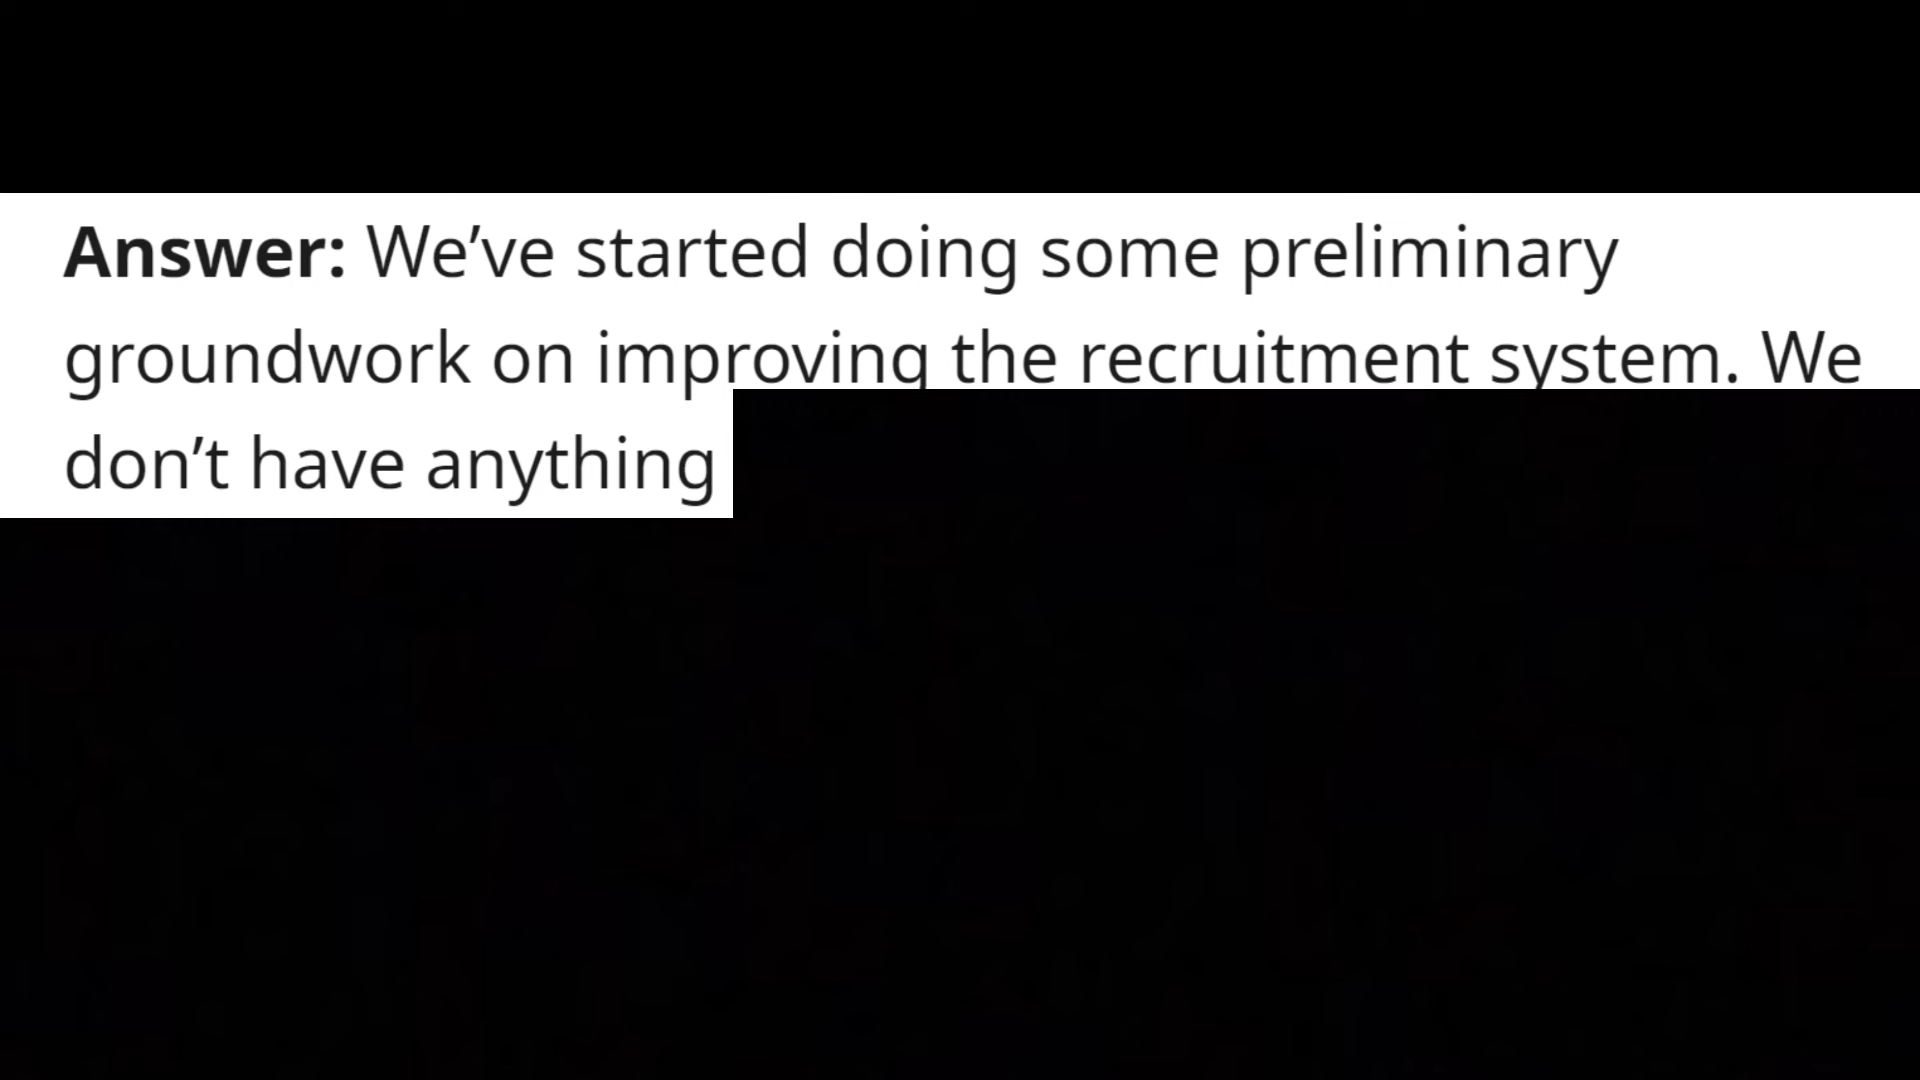 Answer: We’ve started doing some preliminary
groundwork on improving the recruitment system. We
don’t have anything